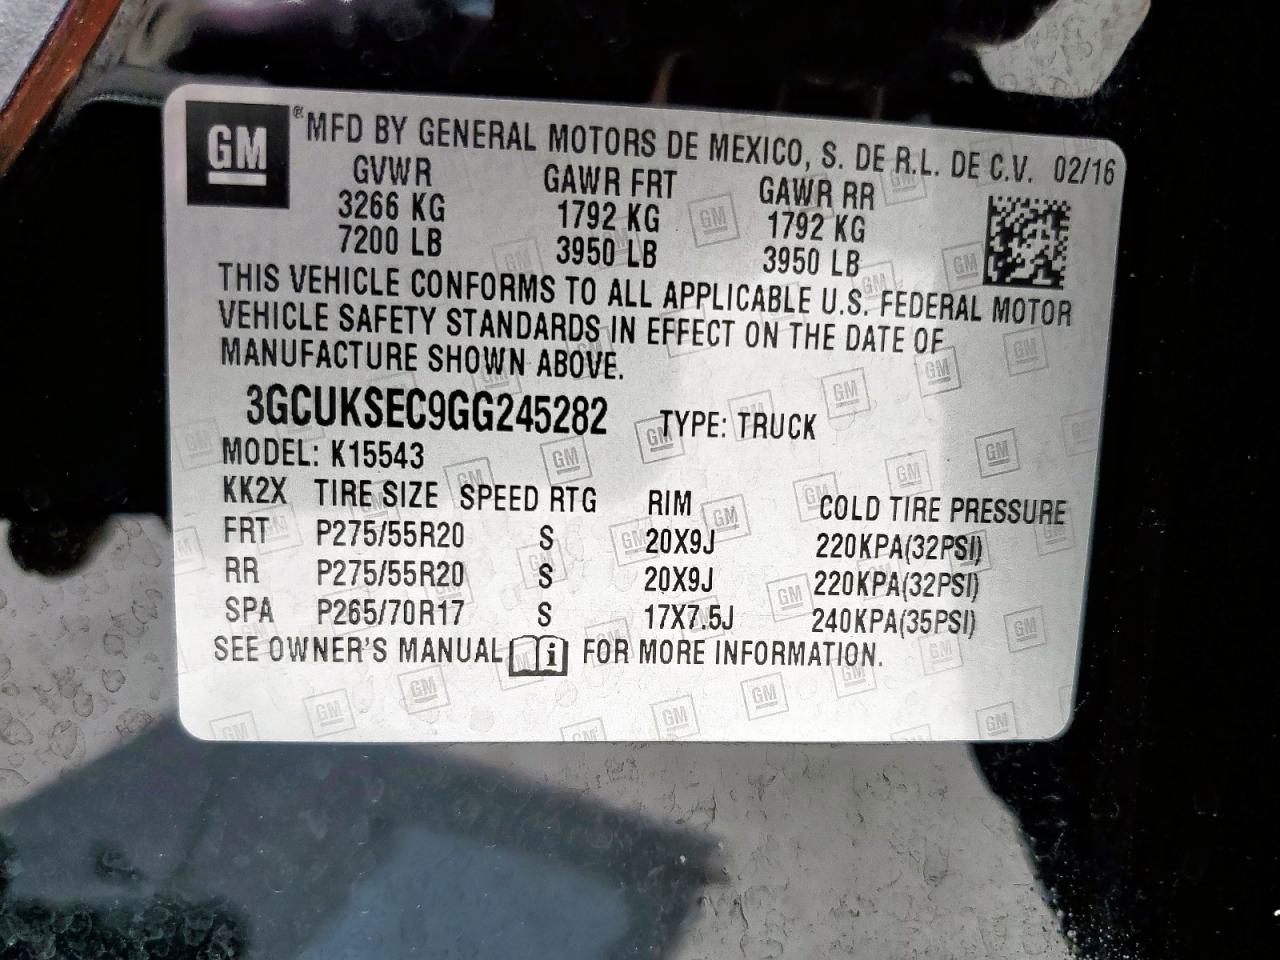 GM
® MFD BY GENERAL MOTORS DE MEXICO, S. DE R.L. DE C.V. 02/16
GVWR GAWR FRT GAWR RR
3266 KG 1792 KG 1792 KG
7200 LB 3950 LB 3950 LB
THIS VEHICLE CONFORMS TO ALL APPLICABLE U.S. FEDERAL MOTOR
VEHICLE SAFETY STANDARDS IN EFFECT ON THE DATE OF
MANUFACTURE SHOWN ABOVE.
3GCUKSEC9GG245282 TYPE: TRUCK
MODEL: K15543
KK2X TIRE SIZE SPEED RTG RIM COLD TIRE PRESSURE
FRT P275/55R20 S 20X9J 220KPA(32PSI)
RR P275/55R20 S 20X9J 220KPA(32PSI)
SPA P265/70R17 S 17X7.5J 240KPA(35PSI)
SEE OWNER'S MANUAL i FOR MORE INFORMATION.